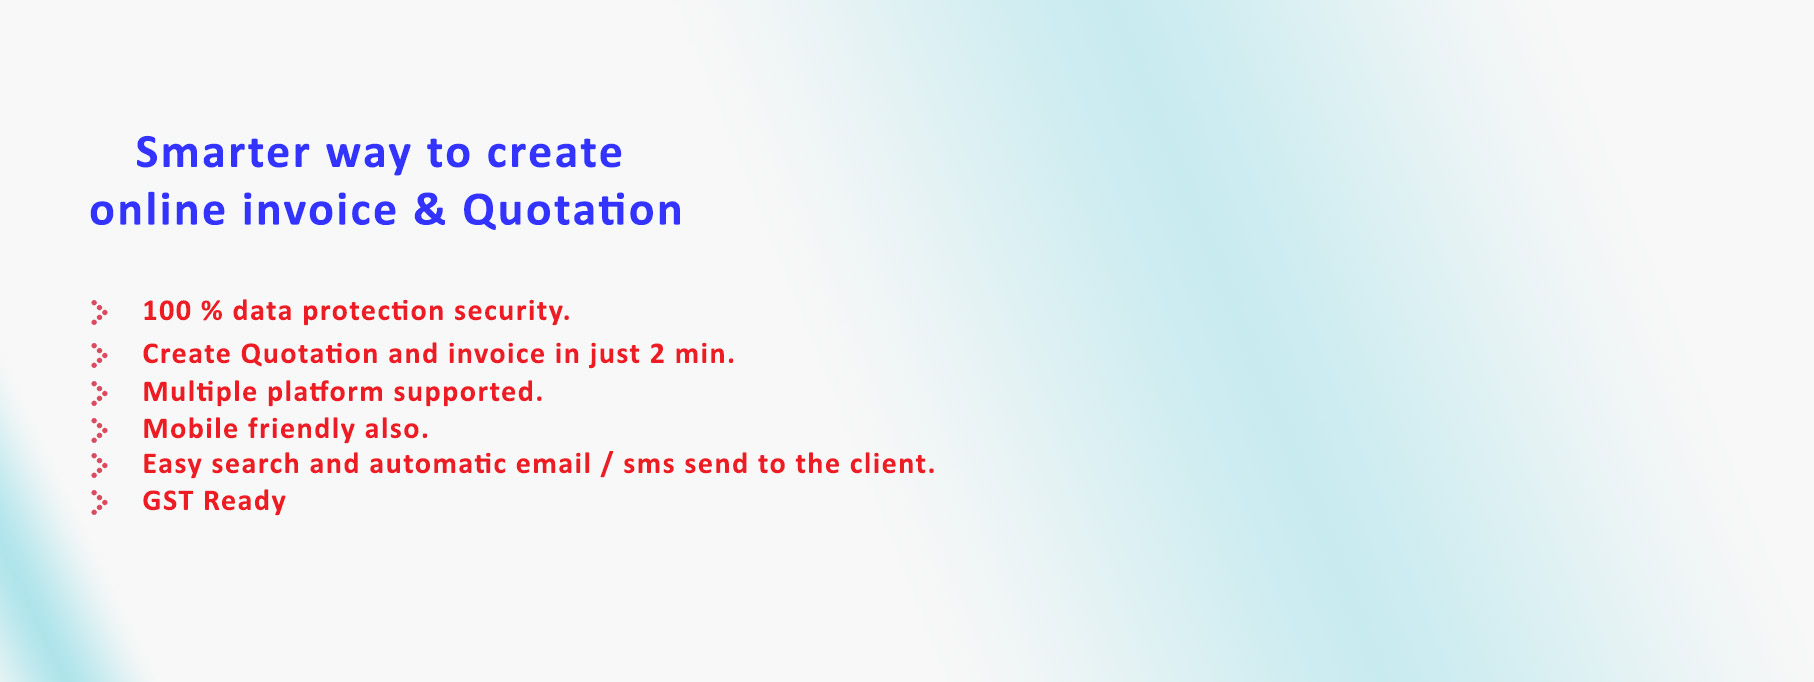 Smarter way to create
online invoice & Quotation
100 % data protection security.
Create Quotation and invoice in just 2 min.
Multiple platform supported.
Mobile friendly also.
Easy search and automatic email / sms send to the client.
GST Ready